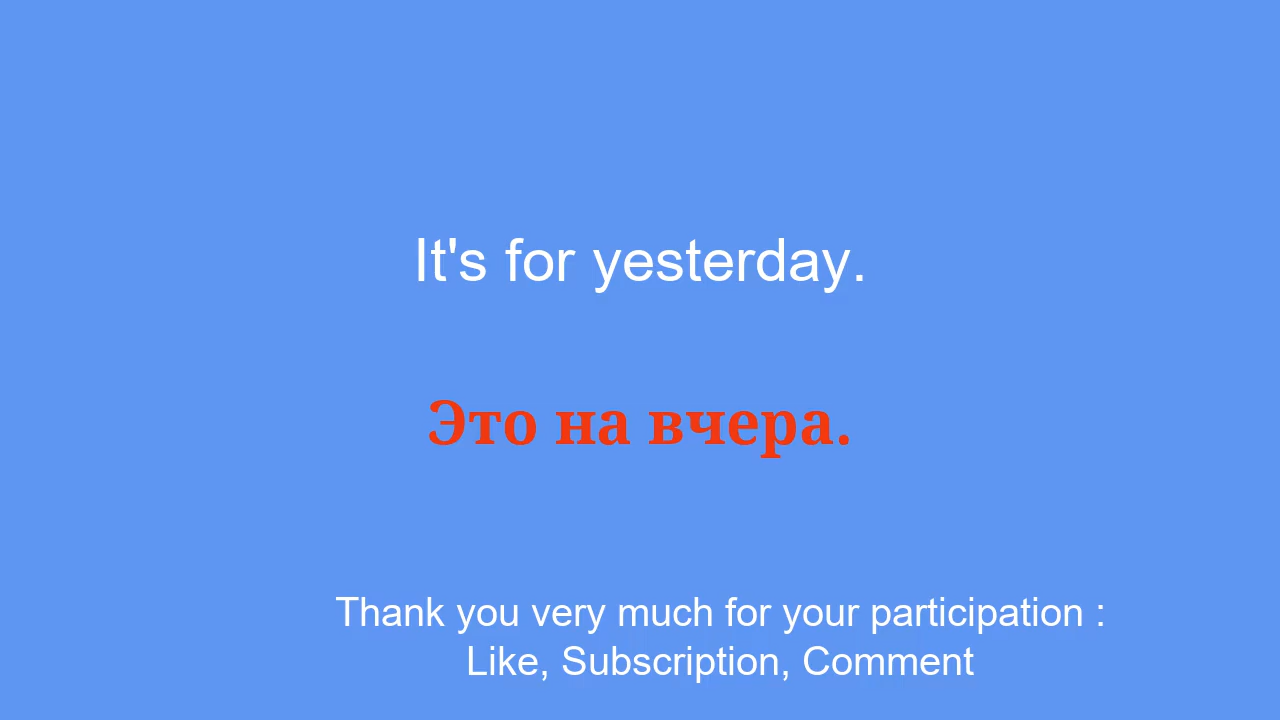 It's for yesterday.
Это на вчера.
Thank you very much for your participation :
Like, Subscription, Comment